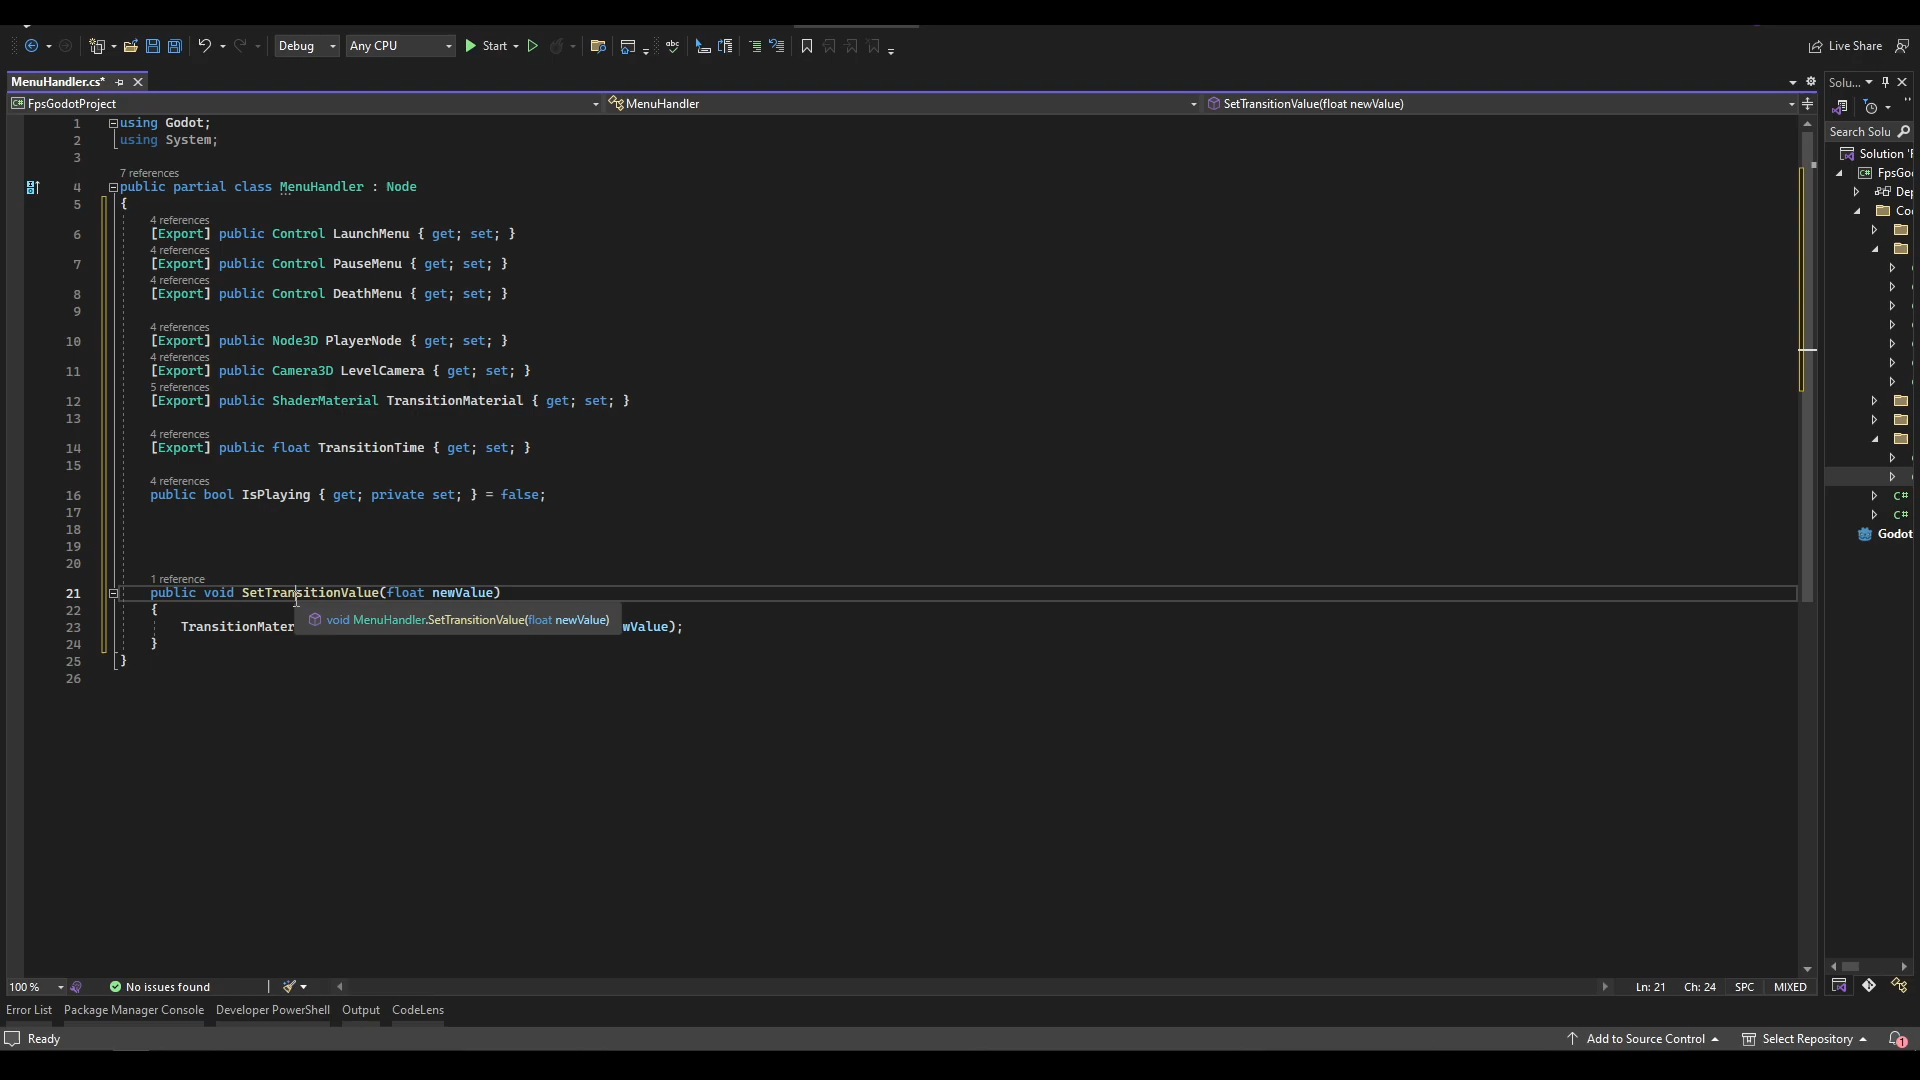 Debug Any CPU Start Live Share
MenuHandler.cs* Solu...
FpsGodotProject MenuHandler SetTransitionValue(float newValue)
Search Solu
Solution
FpsGo
Dep
Co
C#
C#
Godot
1 using Godot;
2 using System;
3
7 references
4 public partial class MenuHandler : Node
5 {
4 references
6 [Export] public Control LaunchMenu { get; set; }
4 references
7 [Export] public Control PauseMenu { get; set; }
4 references
8 [Export] public Control DeathMenu { get; set; }
9
4 references
10 [Export] public Node3D PlayerNode { get; set; }
4 references
11 [Export] public Camera3D LevelCamera { get; set; }
5 references
12 [Export] public ShaderMaterial TransitionMaterial { get; set; }
13
4 references
14 [Export] public float TransitionTime { get; set; }
15
4 references
16 public bool IsPlaying { get; private set; } = false;
17
18
19
20
1 reference
21 public void SetTransitionValue(float newValue)
22 {
void MenuHandler.SetTransitionValue(float newValue)
23 TransitionMater wValue);
24 }
25 }
26
100 % No issues found Ln: 21 Ch: 24 SPC MIXED
Error List Package Manager Console Developer PowerShell Output CodeLens
Ready Add to Source Control Select Repository 1